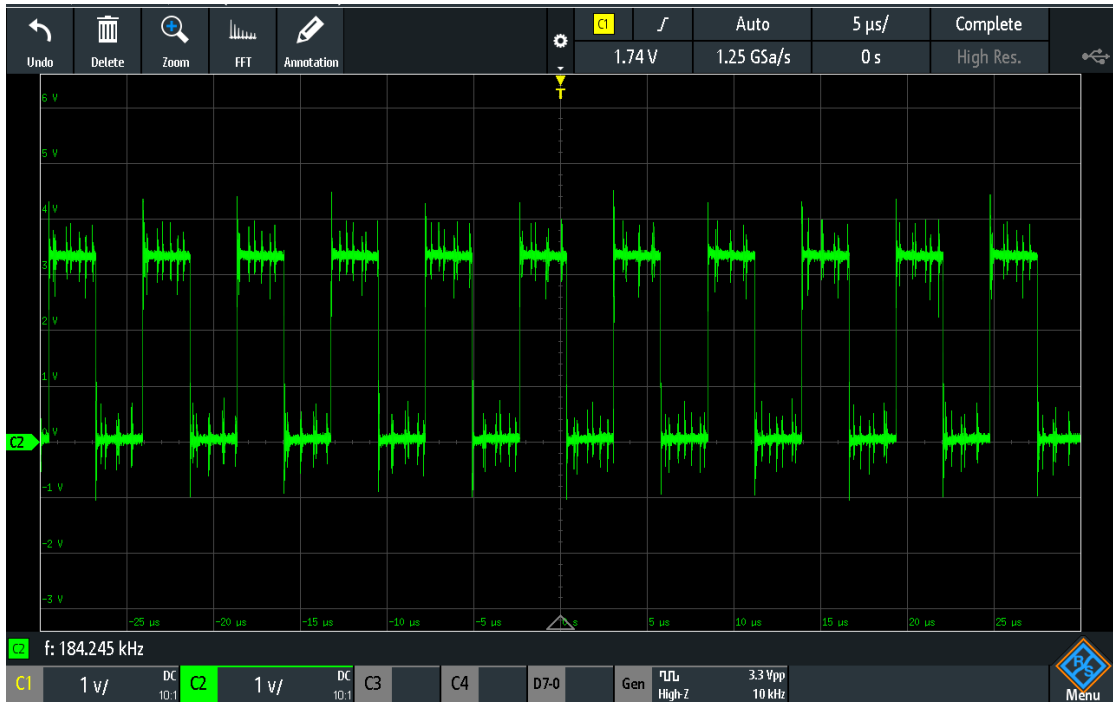 C1 Auto 5 µs/ Complete
Undo Delete Zoom FFT Annotation 1.74 V 1.25 GSa/s 0 s High Res.
T
6 V
5 V
4 V
3
2 V
1 V
0 V
C2
-1 V
-2 V
-3 V
-25 µs -20 µs -15 µs -10 µs -5 µs 0 s 5 µs 10 µs 15 µs 20 µs 25 µs
C2 f: 184.245 kHz
C1 1 V/ DC 10:1 C2 1 V/ DC 10:1 C3 C4 D7-0 Gen High-Z 3.3 Vpp 10 kHz
R&S
Menu